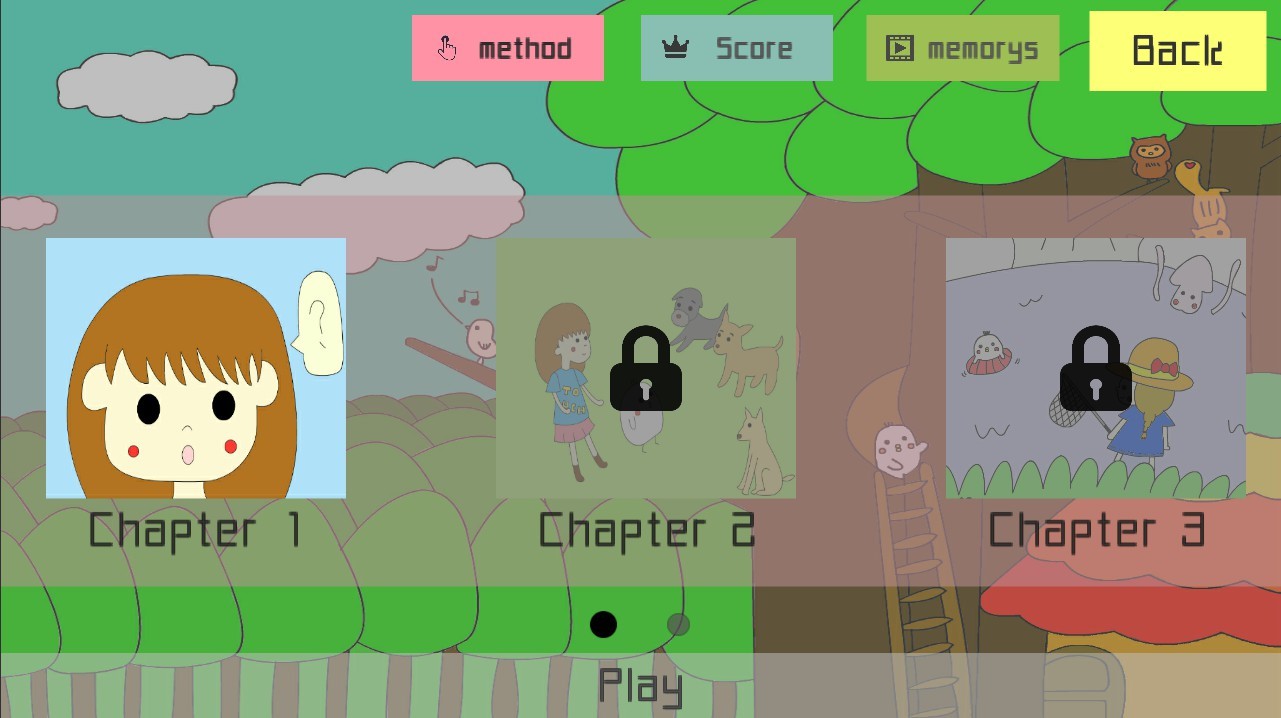 method
Score
memorys
Back
Chapter 1
Chapter 2
Chapter 3
Play